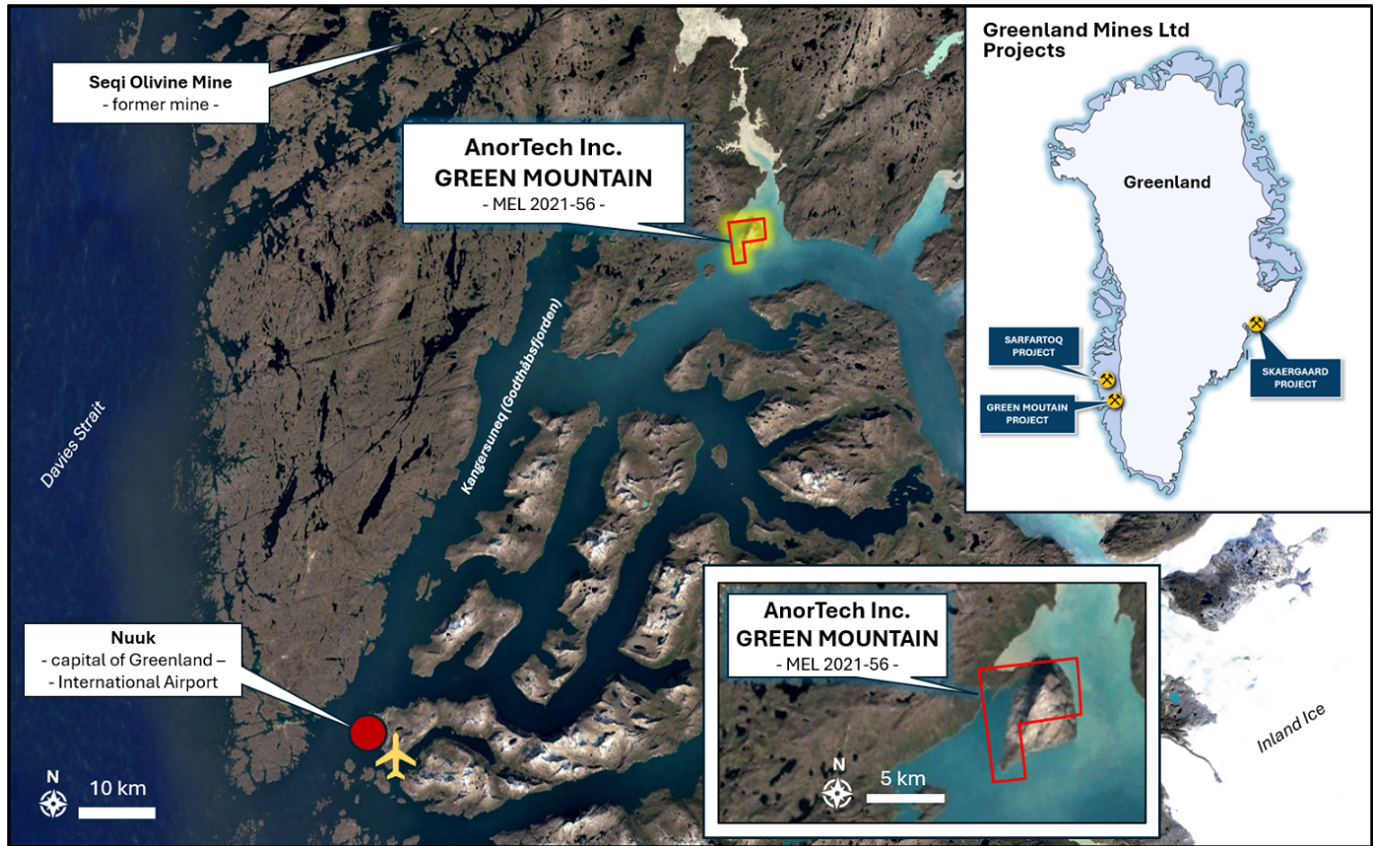 Seqi Olivine Mine
- former mine -
AnorTech Inc.
GREEN MOUNTAIN
- MEL 2021-56 -
Greenland Mines Ltd
Projects
Greenland
SARFARTOQ
PROJECT
GREEN MOUTAIN
PROJECT
SKAERGAARD
PROJECT
Davies Strait
Kangersuneq (Godthåbsfjorden)
Nuuk
- capital of Greenland –
- International Airport
N
10 km
AnorTech Inc.
GREEN MOUNTAIN
- MEL 2021-56 -
N
5 km
Inland Ice